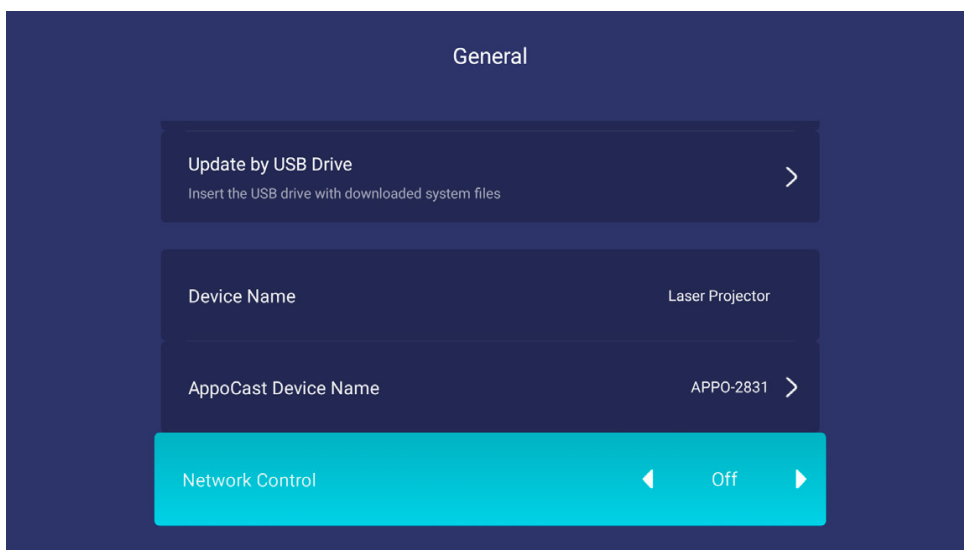 General
Update by USB Drive
Insert the USB drive with downloaded system files
Device Name
Laser Projector
AppoCast Device Name
APPO-2831
Network Control
Off